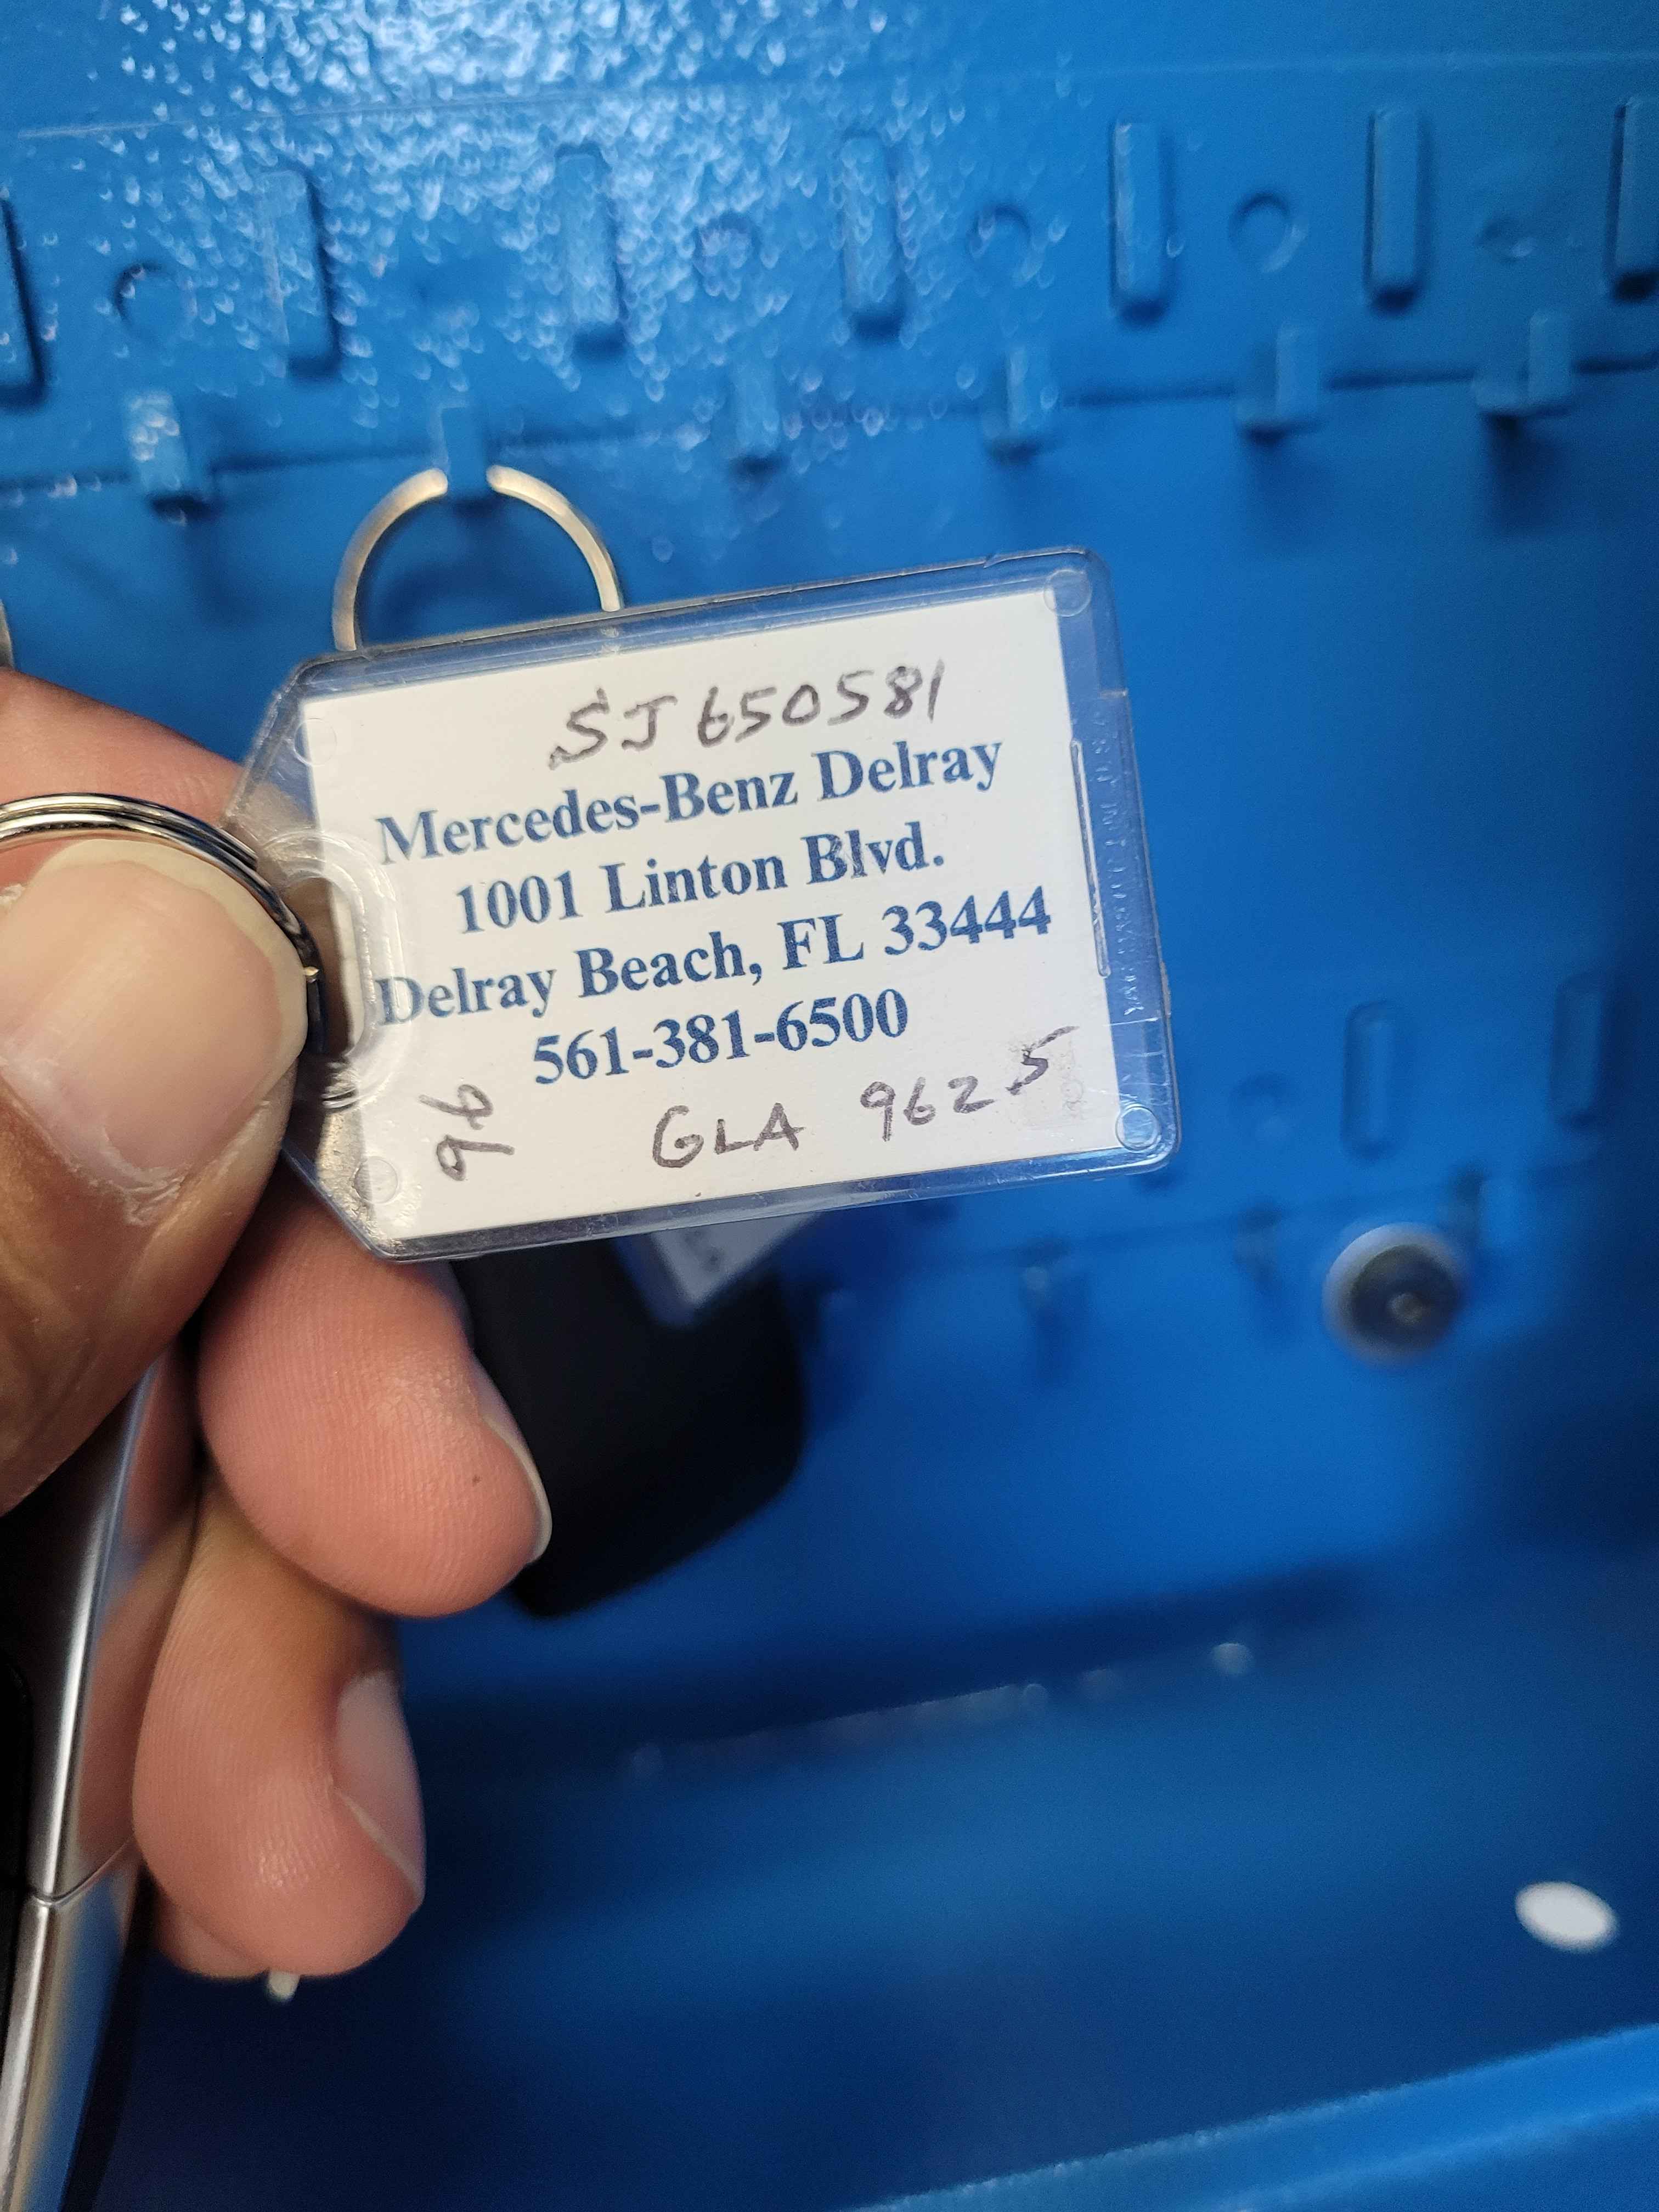 SJ650581
Mercedes-Benz Delray
1001 Linton Blvd.
Delray Beach, FL 33444
561-381-6500
GLA 9625
96